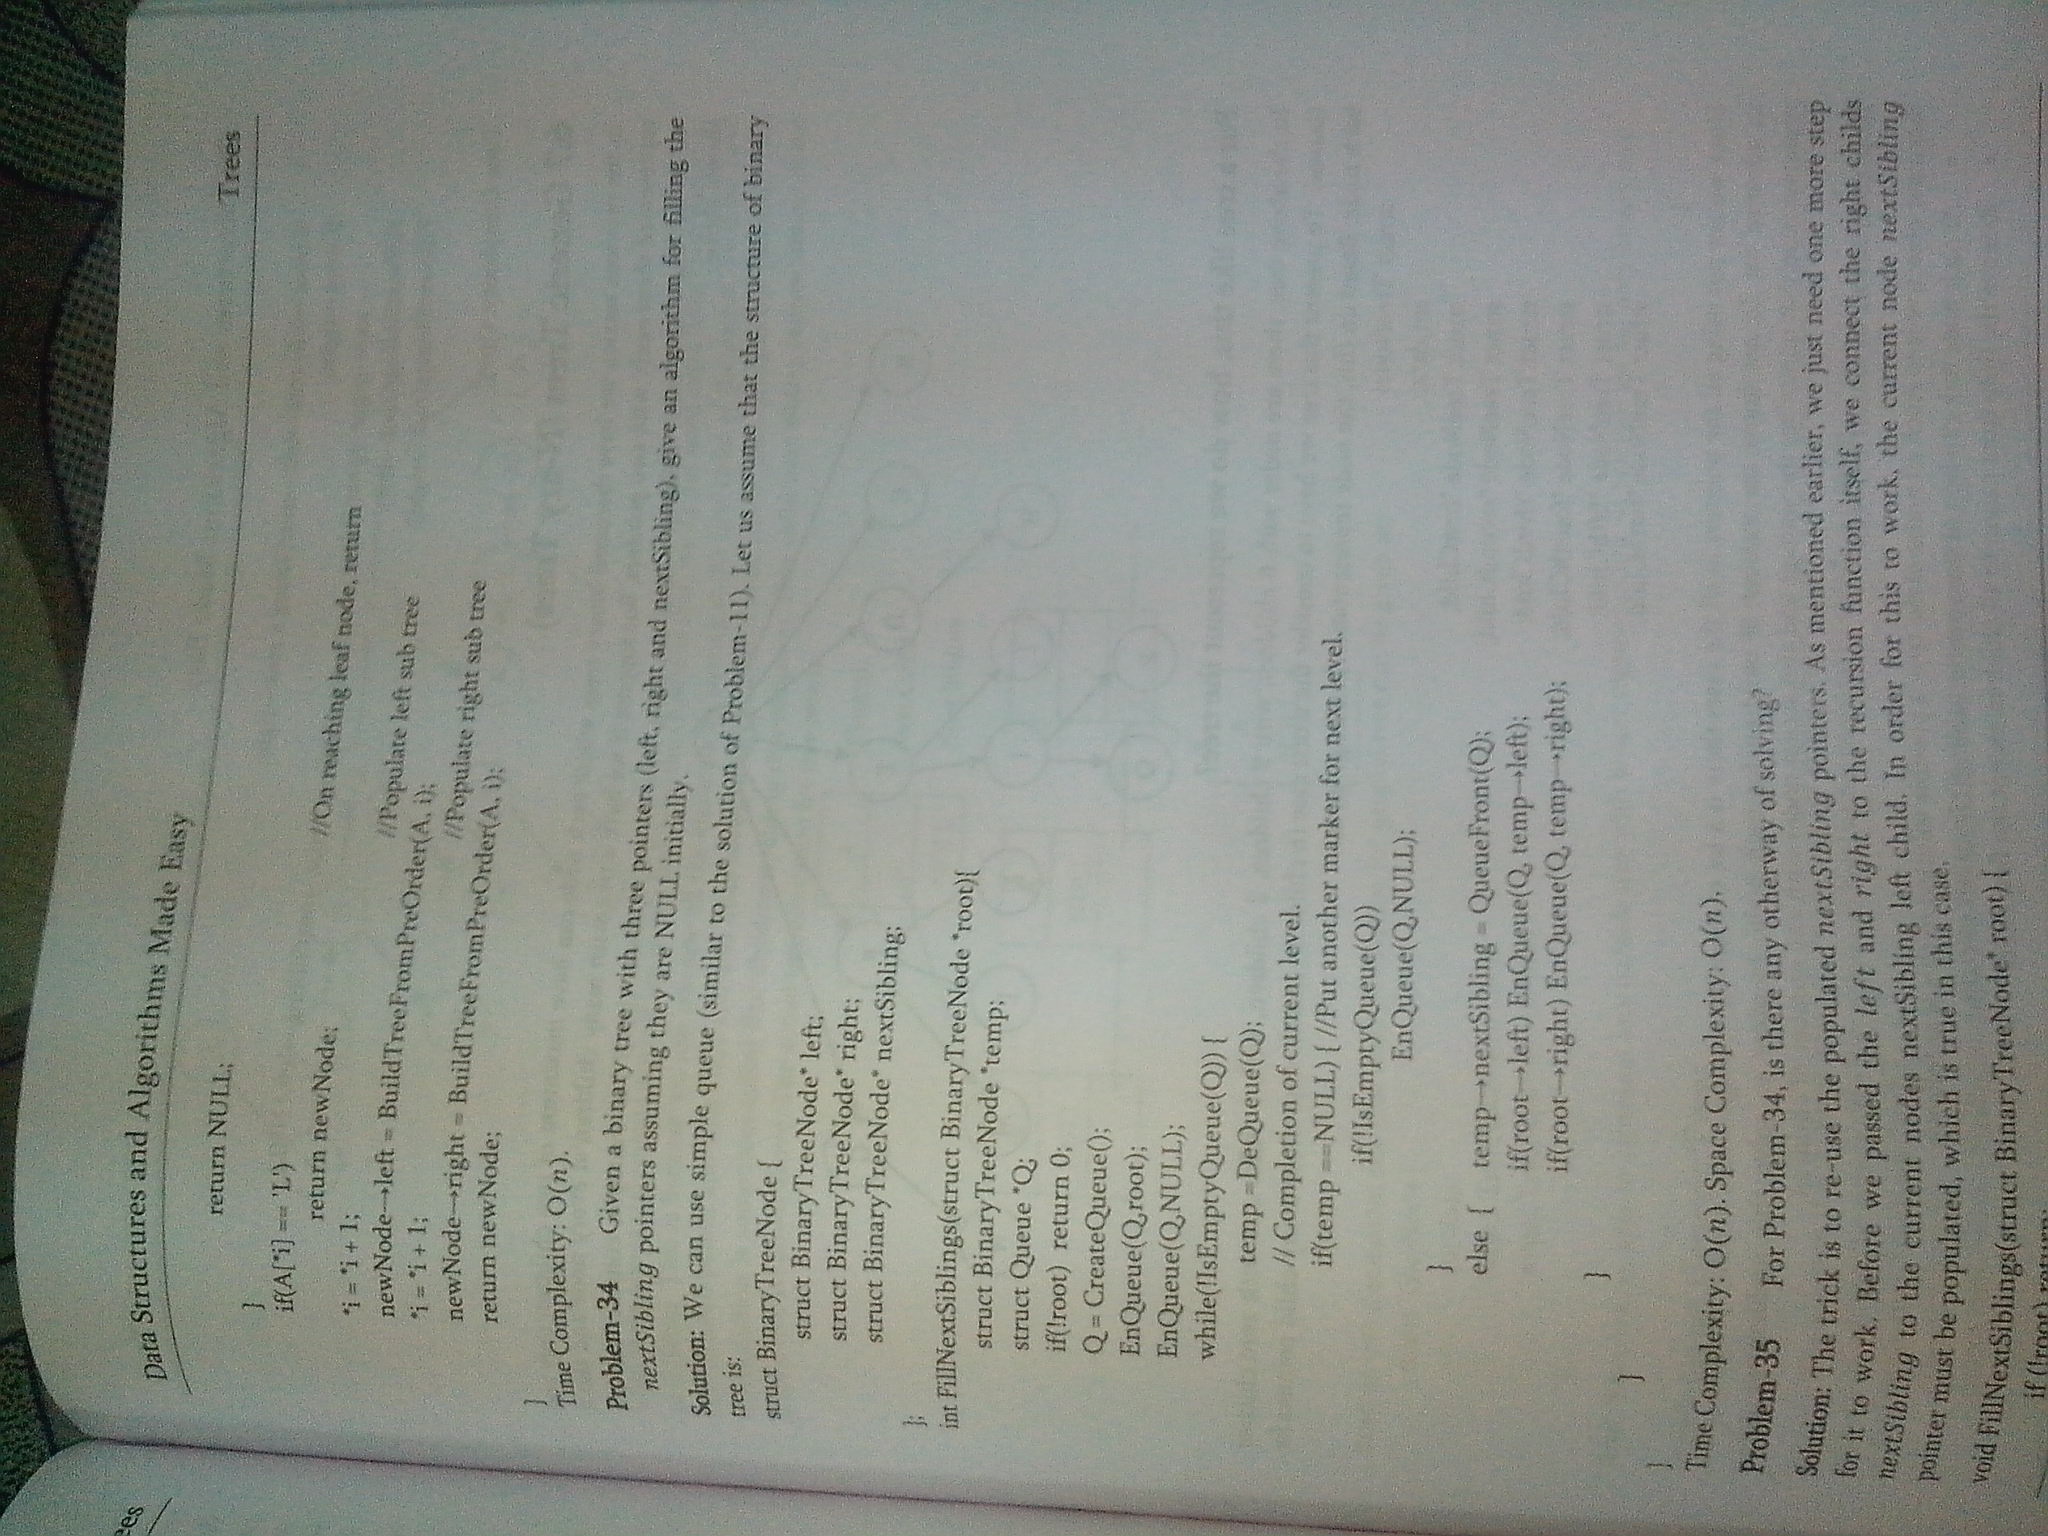 ees
Data Structures and Algorithms Made Easy
Trees
return NULL;
}
if(A[*i] == 'L') //On reaching leaf node, return
return newNode;
*i = *i + 1; //Populate left sub tree
newNode→left = BuildTreeFromPreOrder(A, i);
*i = *i + 1; //Populate right sub tree
newNode→right = BuildTreeFromPreOrder(A, i);
return newNode;
}
Time Complexity: O(n).
Problem-34 Given a binary tree with three pointers (left, right and nextSibling), give an algorithm for filling the
nextSibling pointers assuming they are NULL initially.
Solution: We can use simple queue (similar to the solution of Problem-11). Let us assume that the structure of binary
tree is:
struct BinaryTreeNode {
struct BinaryTreeNode* left;
struct BinaryTreeNode* right;
struct BinaryTreeNode* nextSibling;
};
int FillNextSiblings(struct BinaryTreeNode *root){
struct BinaryTreeNode *temp;
struct Queue *Q;
if(!root) return 0;
Q = CreateQueue();
EnQueue(Q,root);
EnQueue(Q,NULL);
while(!IsEmptyQueue(Q)) {
temp =DeQueue(Q);
// Completion of current level.
if(temp ==NULL) { //Put another marker for next level.
if(!IsEmptyQueue(Q))
EnQueue(Q,NULL);
}
else { temp→nextSibling = QueueFront(Q);
if(root→left) EnQueue(Q, temp→left);
if(root→right) EnQueue(Q, temp→right);
}
}
}
Time Complexity: O(n). Space Complexity: O(n).
Problem-35 For Problem-34, is there any otherway of solving?
Solution: The trick is to re-use the populated nextSibling pointers. As mentioned earlier, we just need one more step
for it to work. Before we passed the left and right to the recursion function itself, we connect the right childs
nextSibling to the current nodes nextSibling left child. In order for this to work, the current node nextSibling
pointer must be populated, which is true in this case.
void FillNextSiblings(struct BinaryTreeNode* root) {
if (!root) return;